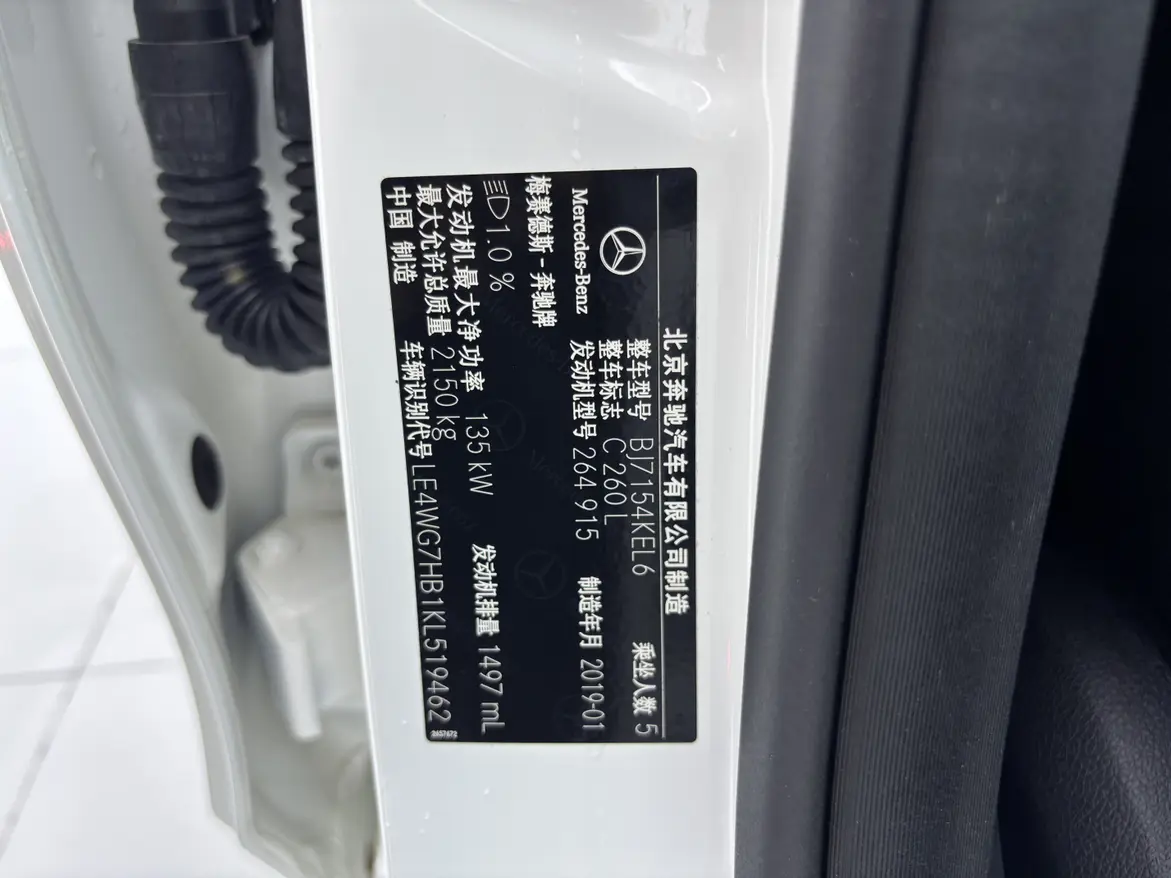 北京奔驰汽车有限公司制造
整车型号 BJ7154KEL6 乘坐人数 5
整车标志 C 260 L
Mercedes-Benz 发动机型号 264 915 制造年月 2019-01
梅赛德斯-奔驰牌
1.0 %
发动机最大净功率 135 kW 发动机排量 1497 mL
最大允许总质量 2150 kg
中国 制造 车辆识别代号 LE4WG7HB1KL519462